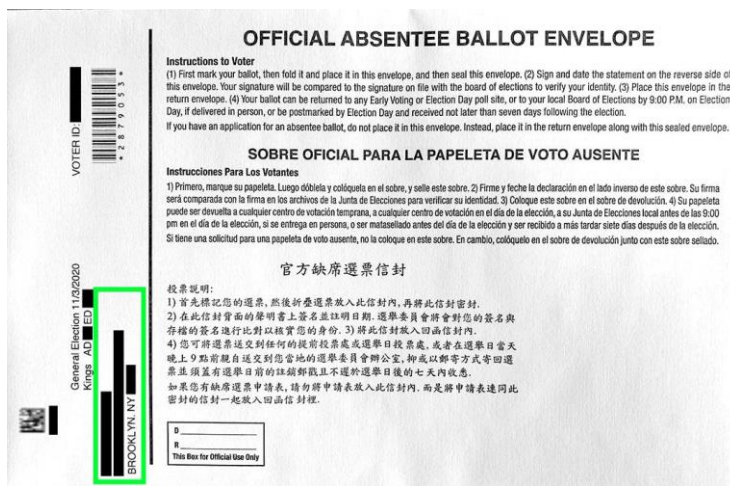 OFFICIAL ABSENTEE BALLOT ENVELOPE
Instructions to Voter
(1) First mark your ballot, then fold it and place it in this envelope, and then seal this envelope. (2) Sign and date the statement on the reverse side of
this envelope. Your signature will be compared to the signature on file with the board of elections to verify your identity. (3) Place this envelope in the
return envelope. (4) Your ballot can be returned to any Early Voting or Election Day poll site, or to your local Board of Elections by 9:00 P.M. on Election
Day, if delivered in person, or be postmarked by Election Day and received not later than seven days following the election.
If you have an application for an absentee ballot, do not place it in this envelope. Instead, place it in the return envelope along with this sealed envelope.
SOBRE OFICIAL PARA LA PAPELETA DE VOTO AUSENTE
Instrucciones Para Los Votantes
1) Primero, marque su papeleta. Luego dóblela y colóquela en el sobre, y selle este sobre. 2) Firme y feche la declaración en el lado inverso de este sobre. Su firma
será comparada con la firma en los archivos de la Junta de Elecciones para verificar su identidad. 3) Coloque este sobre en el sobre de devolución. 4) Su papeleta
puede ser devuelta a cualquier centro de votación temprana, a cualquier centro de votación en el día de la elección, a su Junta de Elecciones local antes de las 9:00
pm en el día de la elección, si se entrega en persona, o ser matasellado antes del día de la elección y ser recibido a más tardar siete días después de la elección.
Si tiene una solicitud para una papeleta de voto ausente, no la coloque en este sobre. En cambio, colóquelo en el sobre de devolución junto con este sobre sellado.
官方缺席選票信封
投票說明:
1) 首先標記您的選票, 然後折疊選票放入此信封內, 再將此信封密封.
2) 在此信封背面的聲明書上簽名並註明日期. 選舉委員會將會對您的簽名與
存檔的簽名進行比對以核實您的身份. 3) 將此信封放入回函信封內.
4) 您可將選票送交到任何的提前投票處或選舉日投票處, 或者在選舉日當天
晚上 9 點前親自送交到您當地的選舉委員會辦公室, 抑或以郵寄方式寄回選
票並須蓋有選舉日前的註銷郵戳且不遲於選舉日後的七天內收悉.
如果您有缺席選票申請表, 請勿將申請表放入此信封內. 而是將申請表連同此
密封的信封一起放入回函信封裡.
D
R
This Box for Official Use Only
VOTER ID:
*2879053*
General Election 11/3/2020
Kings AD ED
BROOKLYN. NY